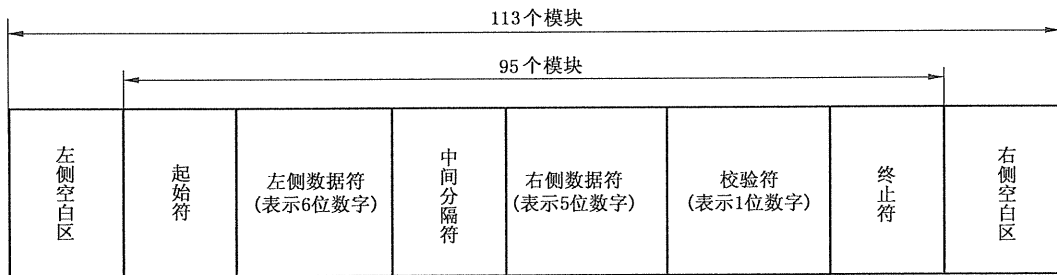 113个模块
95个模块
左侧空白区
起始符
左侧数据符
(表示6位数字)
中间分隔符
右侧数据符
(表示5位数字)
校验符
(表示1位数字)
终止符
右侧空白区